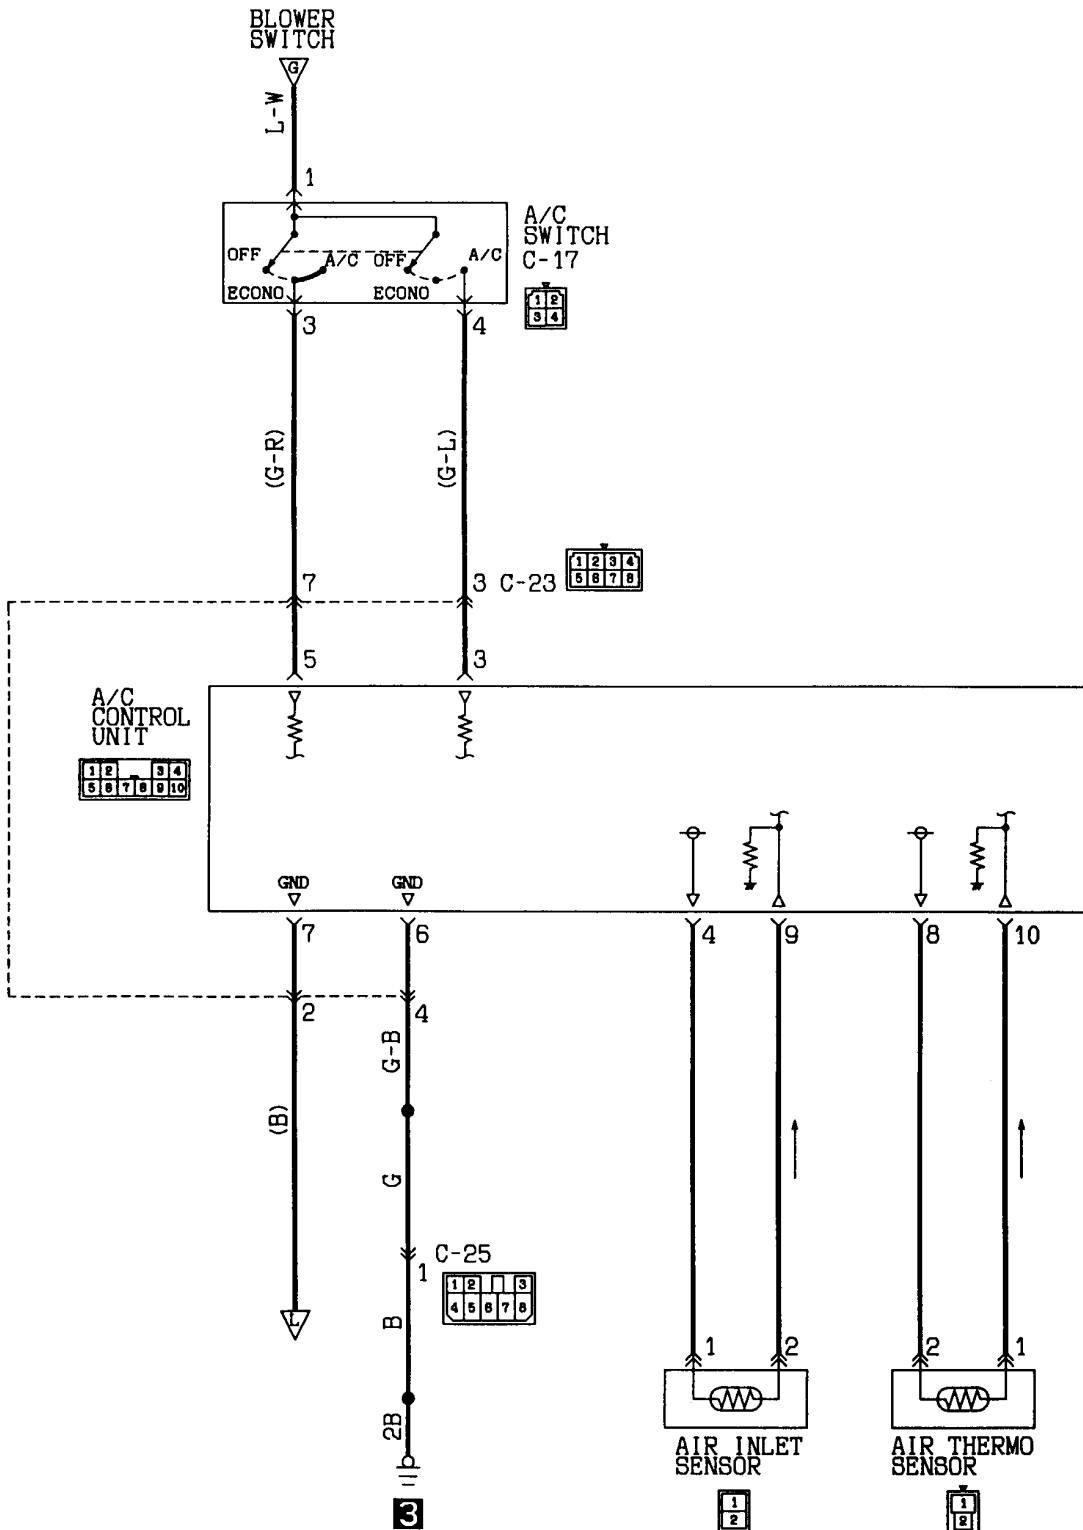 BLOWER
SWITCH
G
L-W
1
A/C
SWITCH
C-17
OFF
A/C
OFF
A/C
ECONO
ECONO
1 2
3 4
3
4
(G-R)
(G-L)
7
3
C-23
1 2 3 4
5 6 7 8
5
3
A/C
CONTROL
UNIT
1 2 3 4
5 6 7 8 9 10
GND
GND
7
6
4
9
8
10
2
4
G-B
(B)
G
C-25
1
1 2 3
4 5 6 7 8
L
B
1
2
2
1
2B
AIR INLET
SENSOR
AIR THERMO
SENSOR
3
1
2
1
2